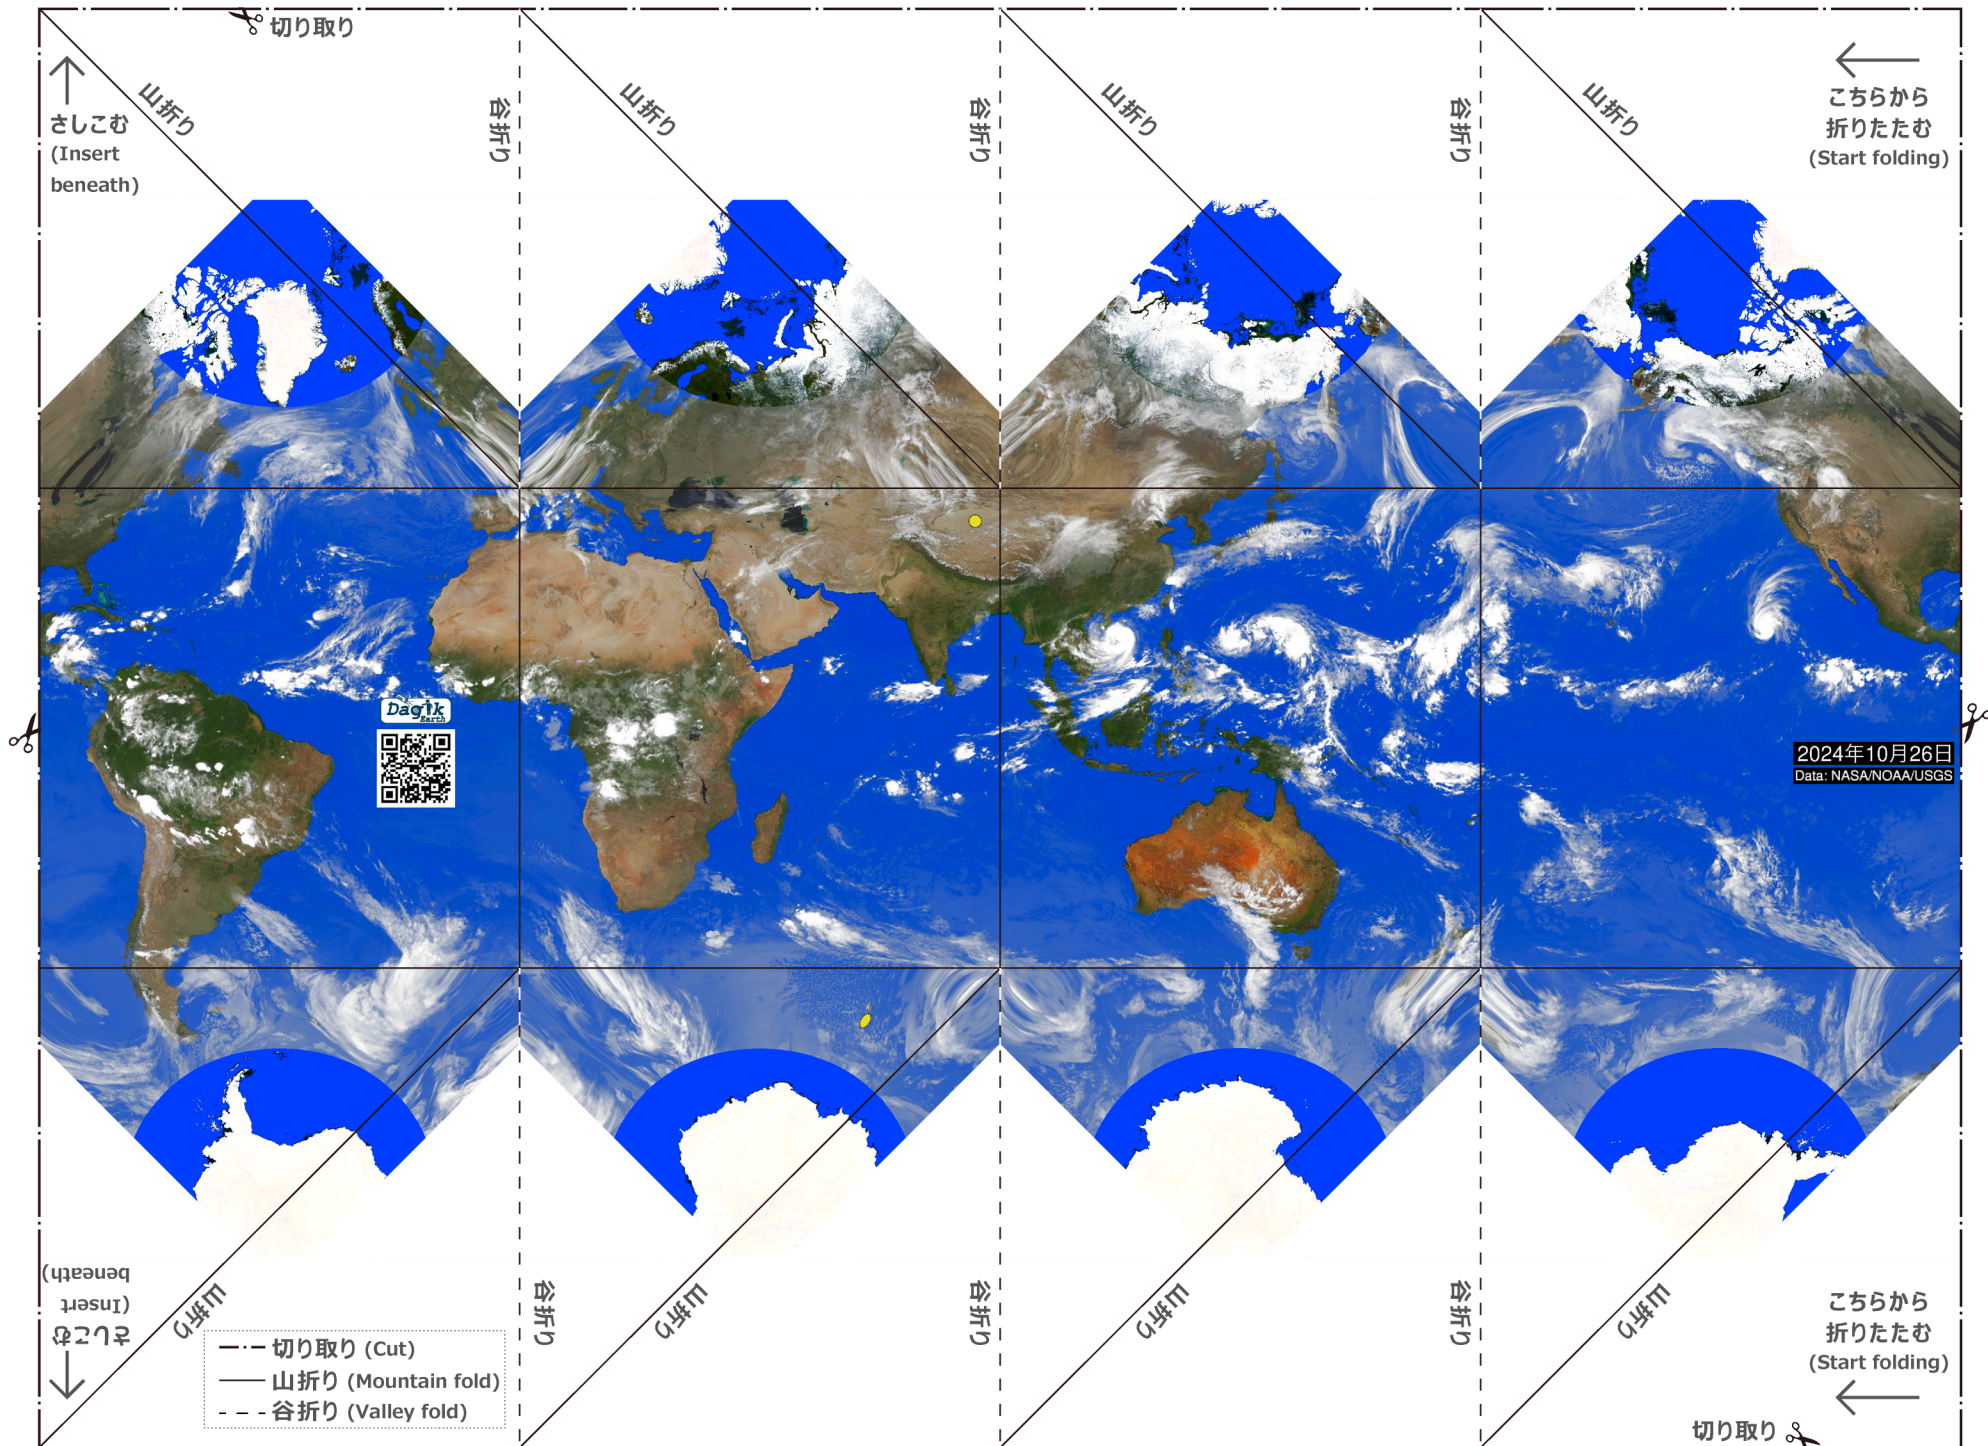 切り取り
さしこむ
(Insert
beneath)
山折り
谷折り
山折り
谷折り
山折り
谷折り
山折り
こちらから
折りたたむ
(Start folding)
Dagik
Earth
2024年10月26日
Data: NASA/NOAA/USGS
さしこむ
(Insert
beneath)
山折り
谷折り
山折り
谷折り
山折り
谷折り
山折り
こちらから
折りたたむ
(Start folding)
切り取り (Cut)
山折り (Mountain fold)
谷折り (Valley fold)
切り取り